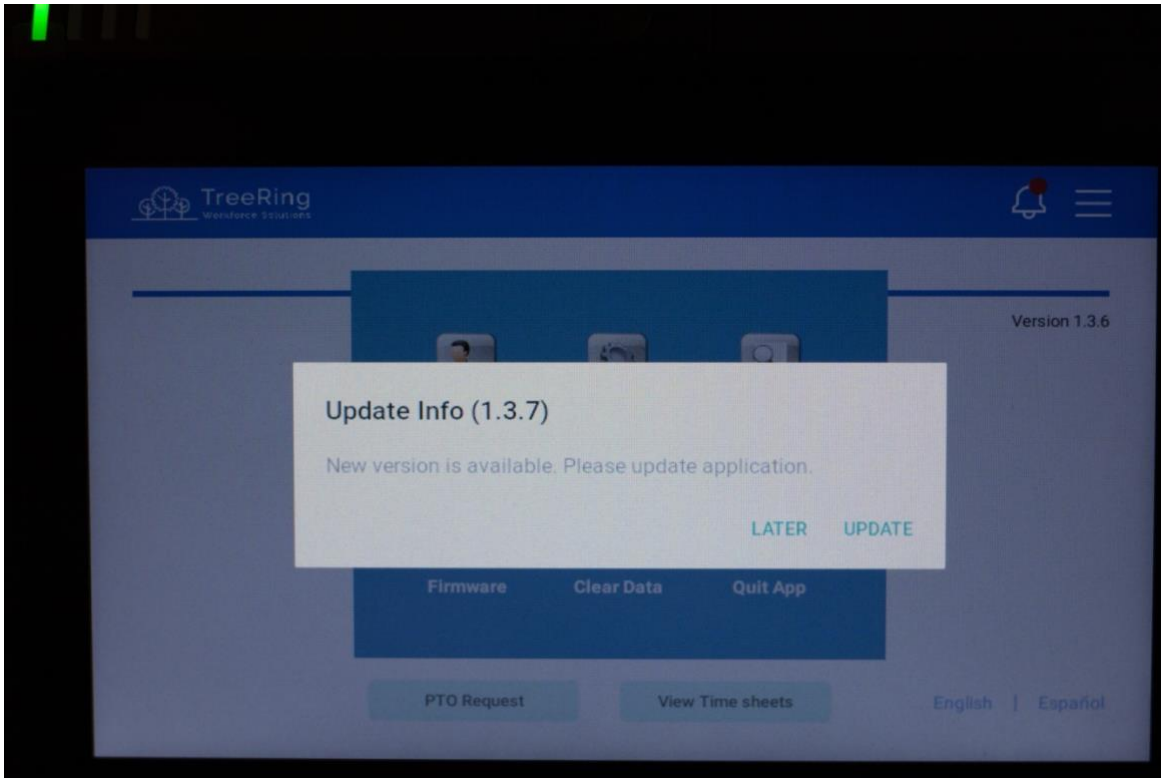 TreeRing
Workforce Solutions
Version 1.3.6
Update Info (1.3.7)
New version is available. Please update application.
LATER UPDATE
Firmware Clear Data Quit App
PTO Request View Time sheets
English | Español